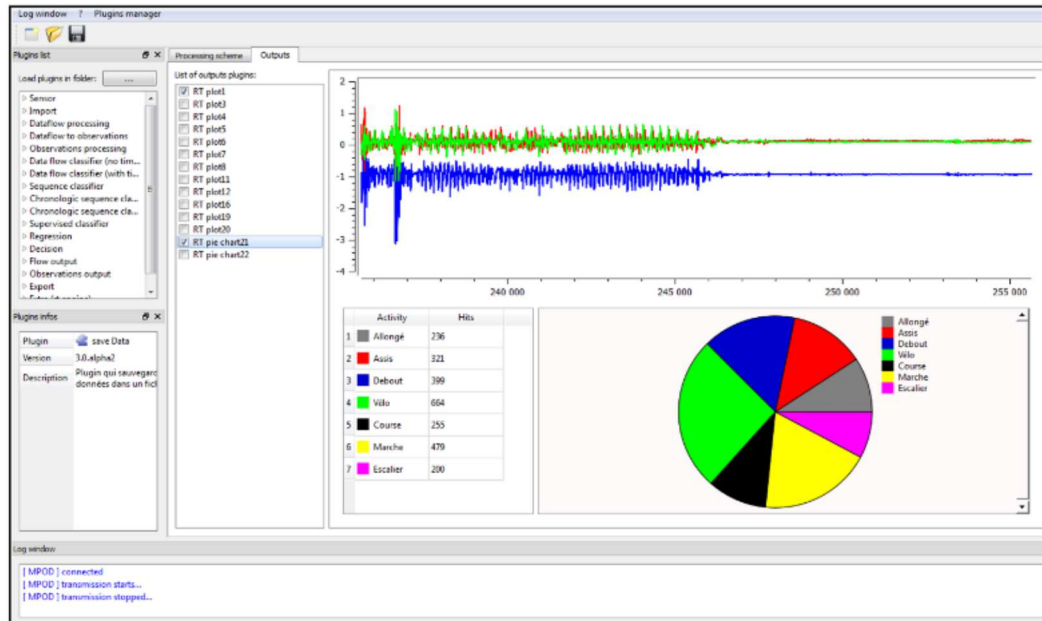 Log window ? Plugins manager
Plugins list
Load plugins in folder: ...
Sensor
Import
Dataflow processing
Dataflow to observations
Observations processing
Data flow classifier (no tim...
Data flow classifier (with ti...
Sequence classifier
Chronologic sequence cla...
Chronologic sequence cla...
Supervised classifier
Regression
Decision
Flow output
Observations output
Export
Plugins infos
Plugin save Data
Version 3.0.alpha2
Description Plugin qui sauvegarc
données dans un fich
Processing scheme Outputs
List of outputs plugins:
RT plot1
RT plot3
RT plot4
RT plot5
RT plot6
RT plot7
RT plot8
RT plot11
RT plot12
RT plot16
RT plot19
RT plot20
RT pie chart21
RT pie chart22
2
1
0
-1
-2
-3
-4
240 000 245 000 250 000 255 000
Activity Hits
1 Allongé 236
2 Assis 321
3 Debout 399
4 Vélo 664
5 Course 255
6 Marche 479
7 Escalier 200
Allongé
Assis
Debout
Vélo
Course
Marche
Escalier
Log window
[ MPOD ] connected
[ MPOD ] transmission starts...
[ MPOD ] transmission stopped...